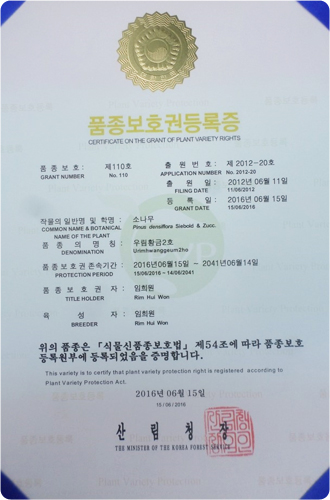 품종보호권등록증
CERTIFICATE ON THE GRANT OF PLANT VARIETY RIGHTS
품 종 보 호 : 제110호 출 원 번 호 : 제 2012-20호
GRANT NUMBER No. 110 APPLICATION NUMBER No. 2012-20
출 원 일 : 2012년 06월 11일
FILING DATE 11/06/2012
등 록 일 : 2016년 06월 15일
GRANT DATE 15/06/2016
작물의 일반명 및 학명 : 소나무
COMMON NAME & BOTANICAL Pinus densiflora Siebold & Zucc.
NAME OF THE PLANT
품 종 의 명 칭 : 우림황금2호
DENOMINATION Urimhwanggeum2ho
품종보호권존속기간 : 2016년06월15일 ~ 2041년06월14일
PROTECTION PERIOD 15/06/2016 ~ 14/06/2041
품 종 보 호 권 자 : 임희원
TITLE HOLDER Rim Hui Won
육 성 자 : 임희원
BREEDER Rim Hui Won
위의 품종은 「식물신품종보호법」 제54조에 따라 품종보호
등록원부에 등록되었음을 증명합니다.
This variety is to certify that plant variety protection right is registered according to
Plant Variety Protection Act.
2016년 06월 15일
15 / 06 / 2016
산 림 청 장
THE MINISTER OF THE KOREA FOREST SERVICE